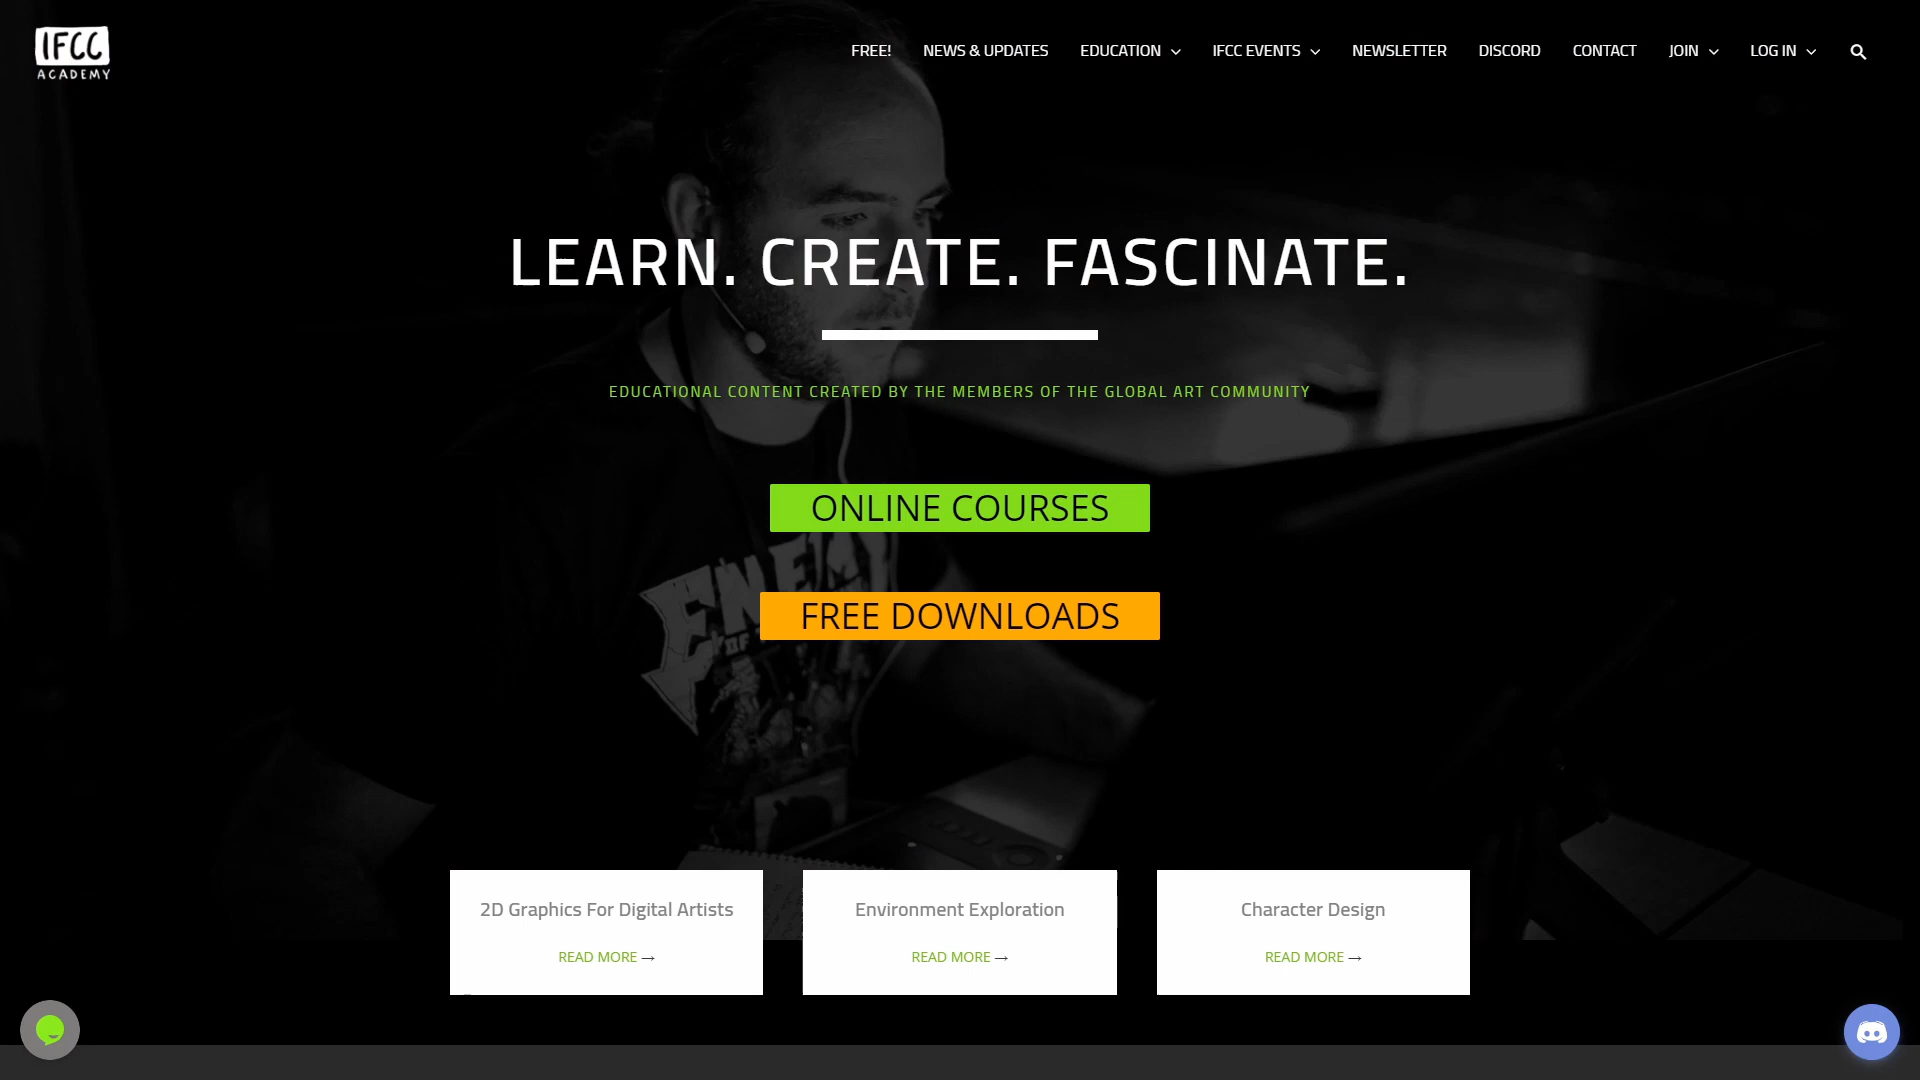 IFCC
ACADEMY
FREE!
NEWS & UPDATES
EDUCATION
IFCC EVENTS
NEWSLETTER
DISCORD
CONTACT
JOIN
LOG IN
LEARN. CREATE. FASCINATE.
EDUCATIONAL CONTENT CREATED BY THE MEMBERS OF THE GLOBAL ART COMMUNITY
ONLINE COURSES
ENEMY
OF
FREE DOWNLOADS
2D Graphics For Digital Artists
READ MORE →
Environment Exploration
READ MORE →
Character Design
READ MORE →